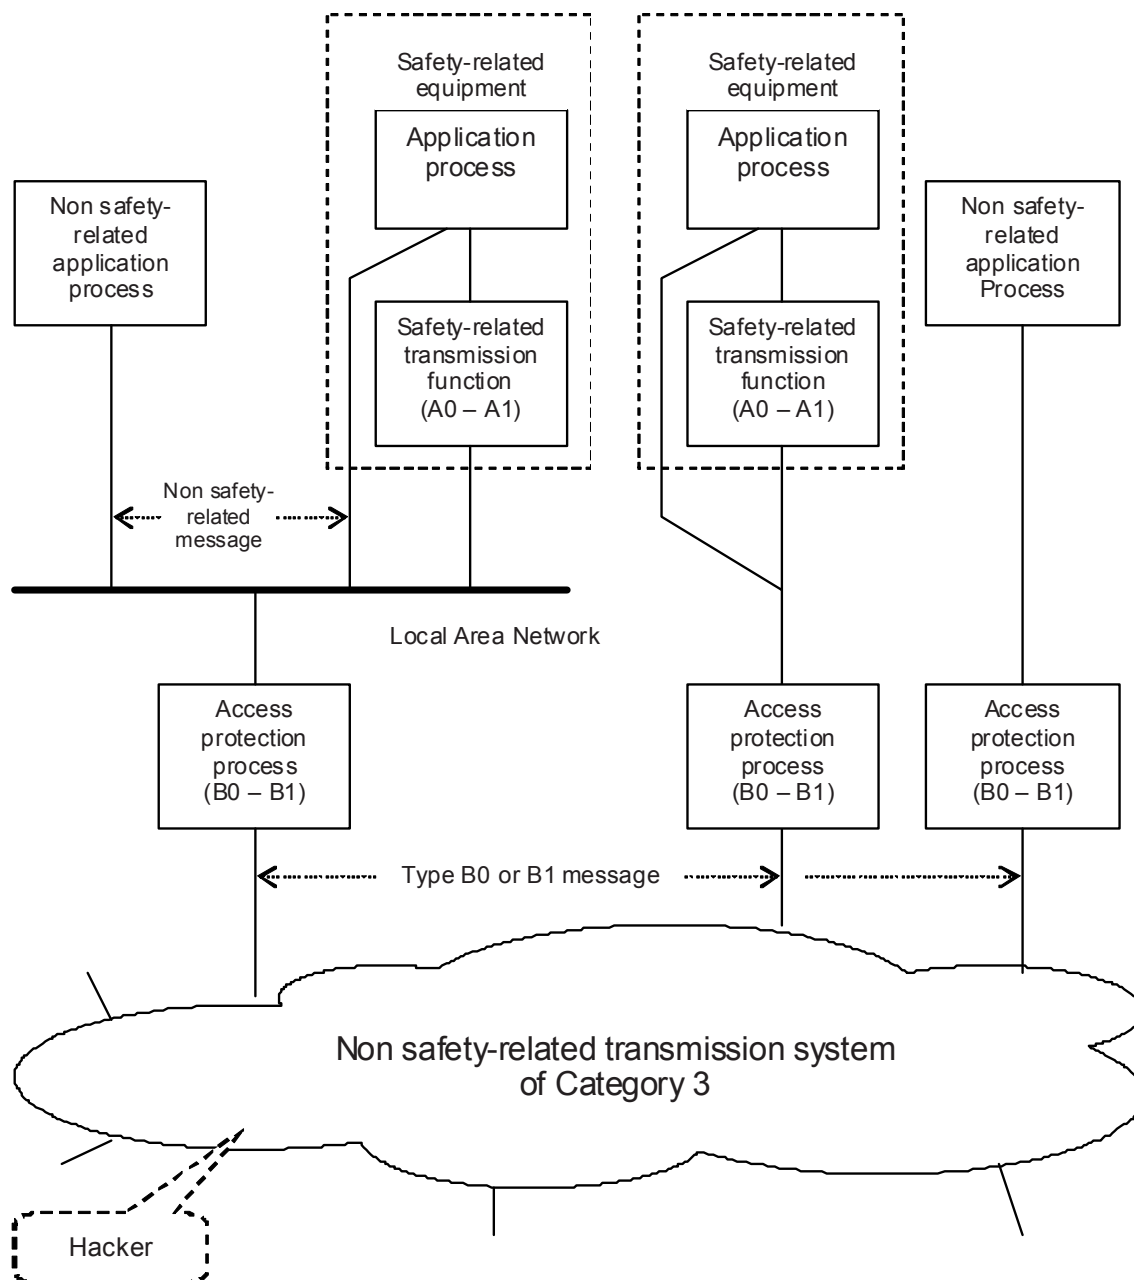 Safety-related
equipment
Application
process
Safety-related
transmission
function
(A0 – A1)
Safety-related
equipment
Application
process
Safety-related
transmission
function
(A0 – A1)
Non safety-
related
application
process
Non safety-
related
application
Process
Non safety-
related
message
Local Area Network
Access
protection
process
(B0 – B1)
Access
protection
process
(B0 – B1)
Access
protection
process
(B0 – B1)
Type B0 or B1 message
Non safety-related transmission system
of Category 3
Hacker